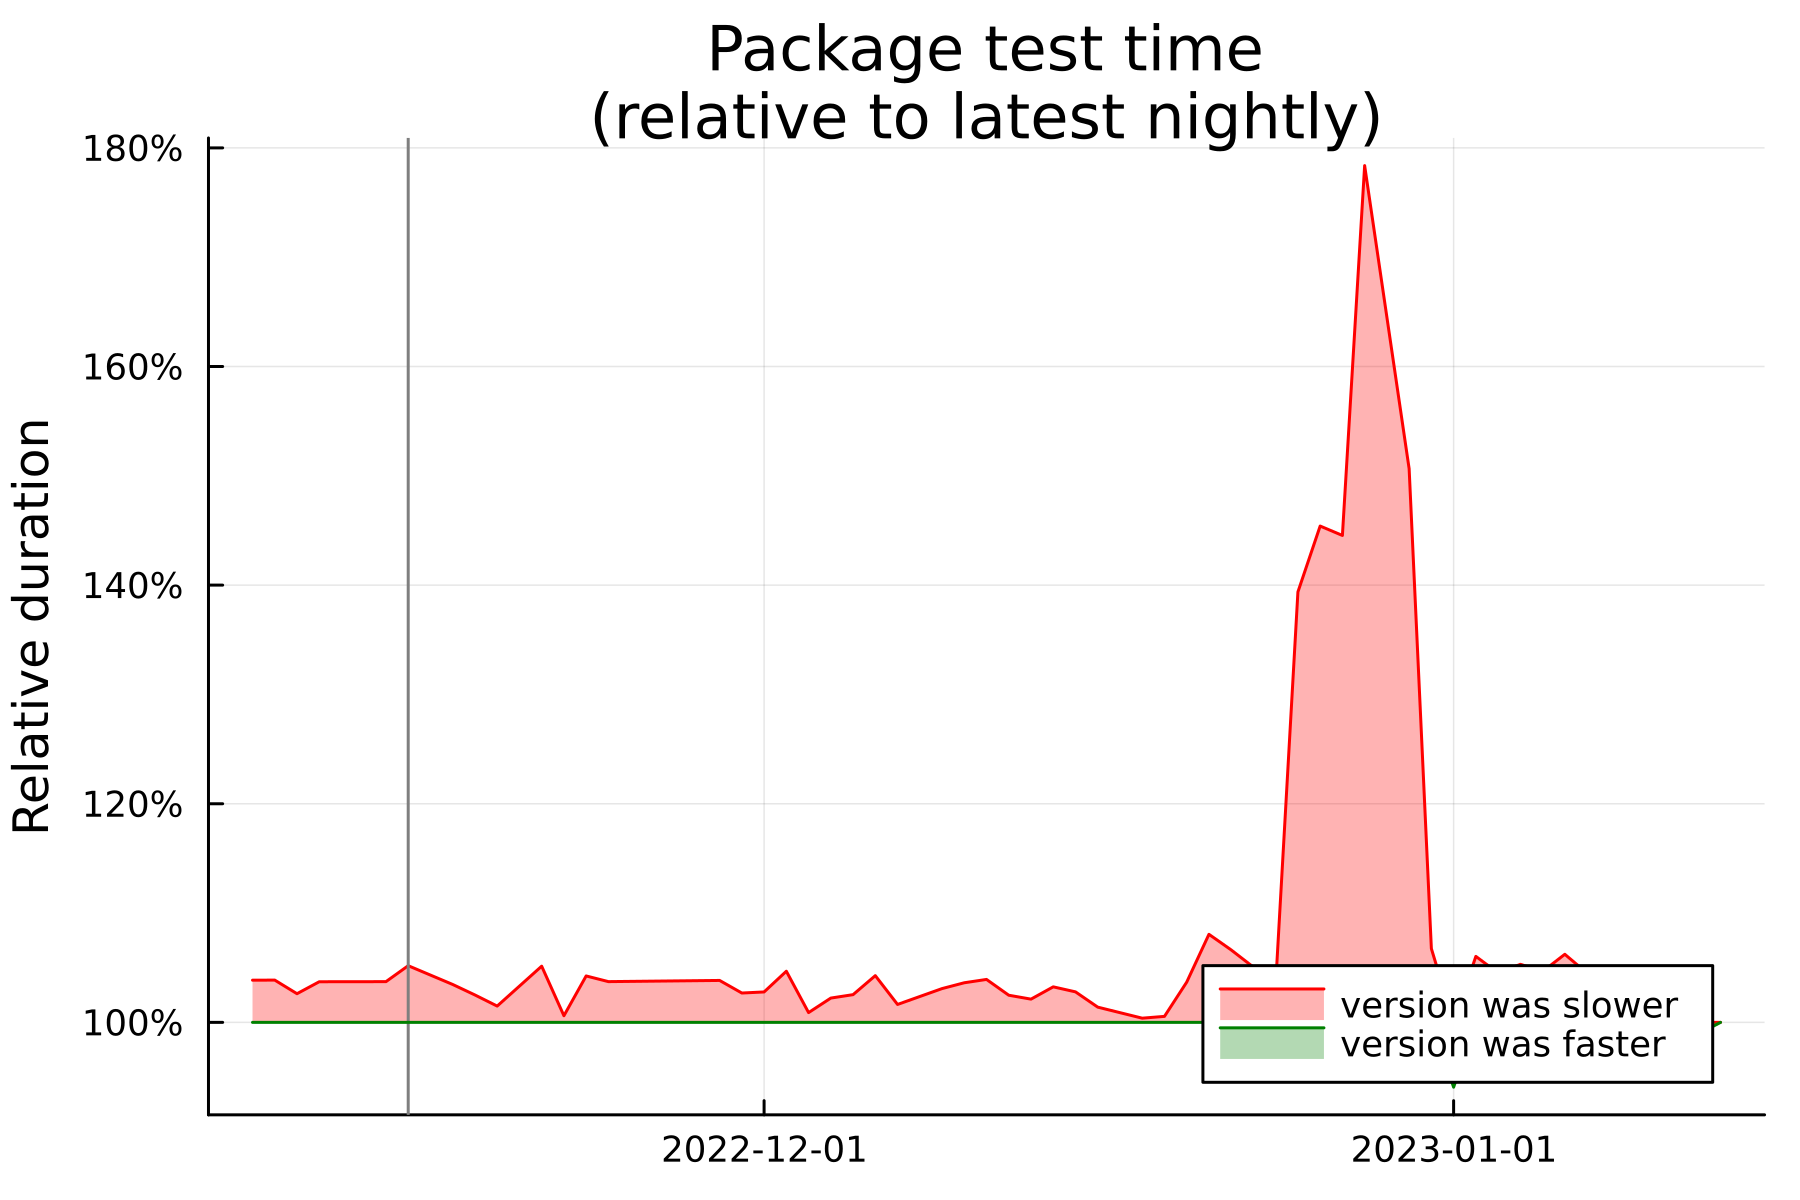 Package test time
(relative to latest nightly)
180%
160%
140%
120%
100%
Relative duration
version was slower
version was faster
2022-12-01
2023-01-01